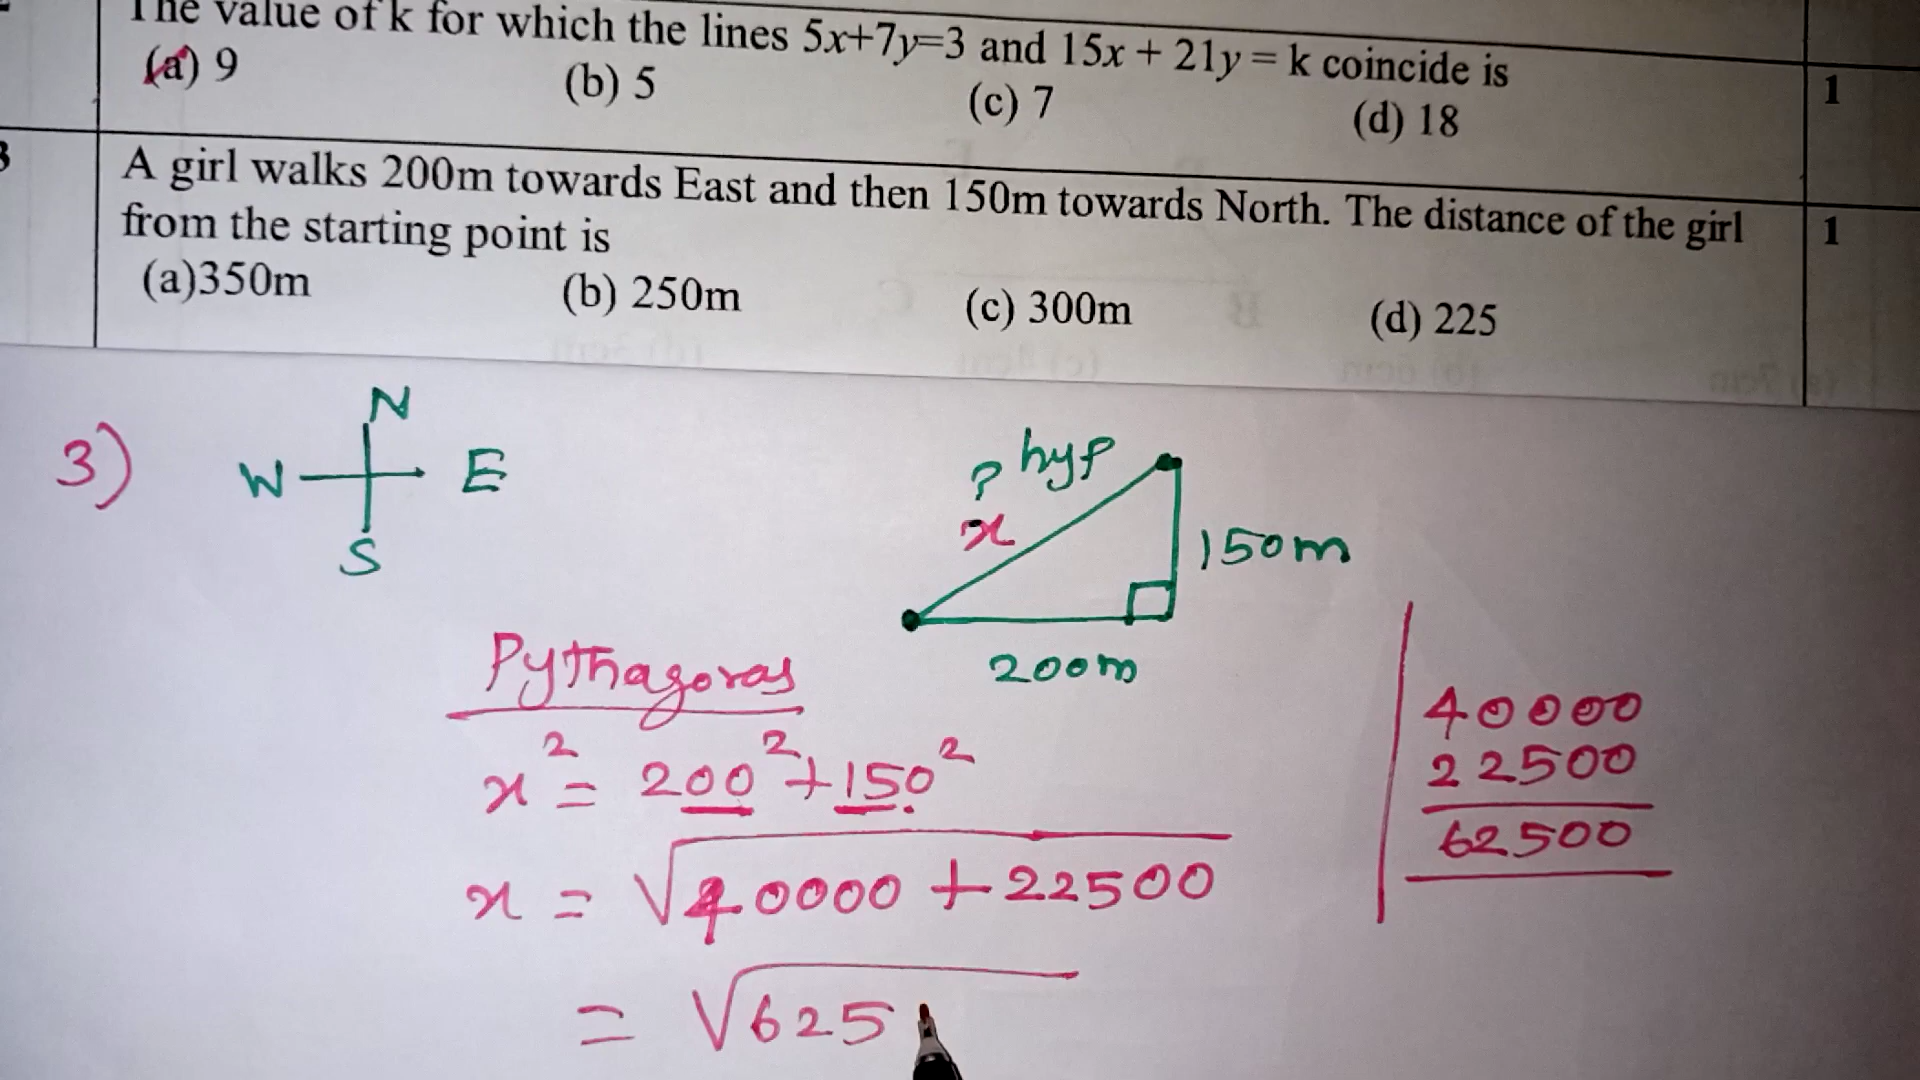 The value of k for which the lines 5x+7y=3 and 15x + 21y = k coincide is
1
(a) 9 (b) 5 (c) 7 (d) 18
3
A girl walks 200m towards East and then 150m towards North. The distance of the girl
1
from the starting point is
(a)350m (b) 250m (c) 300m (d) 225
3)
N
W E
S
? hyp
x
150m
200m
Pythagoras
x² = 200² + 150²
x = √40000 + 22500
= √625
40000
22500
62500